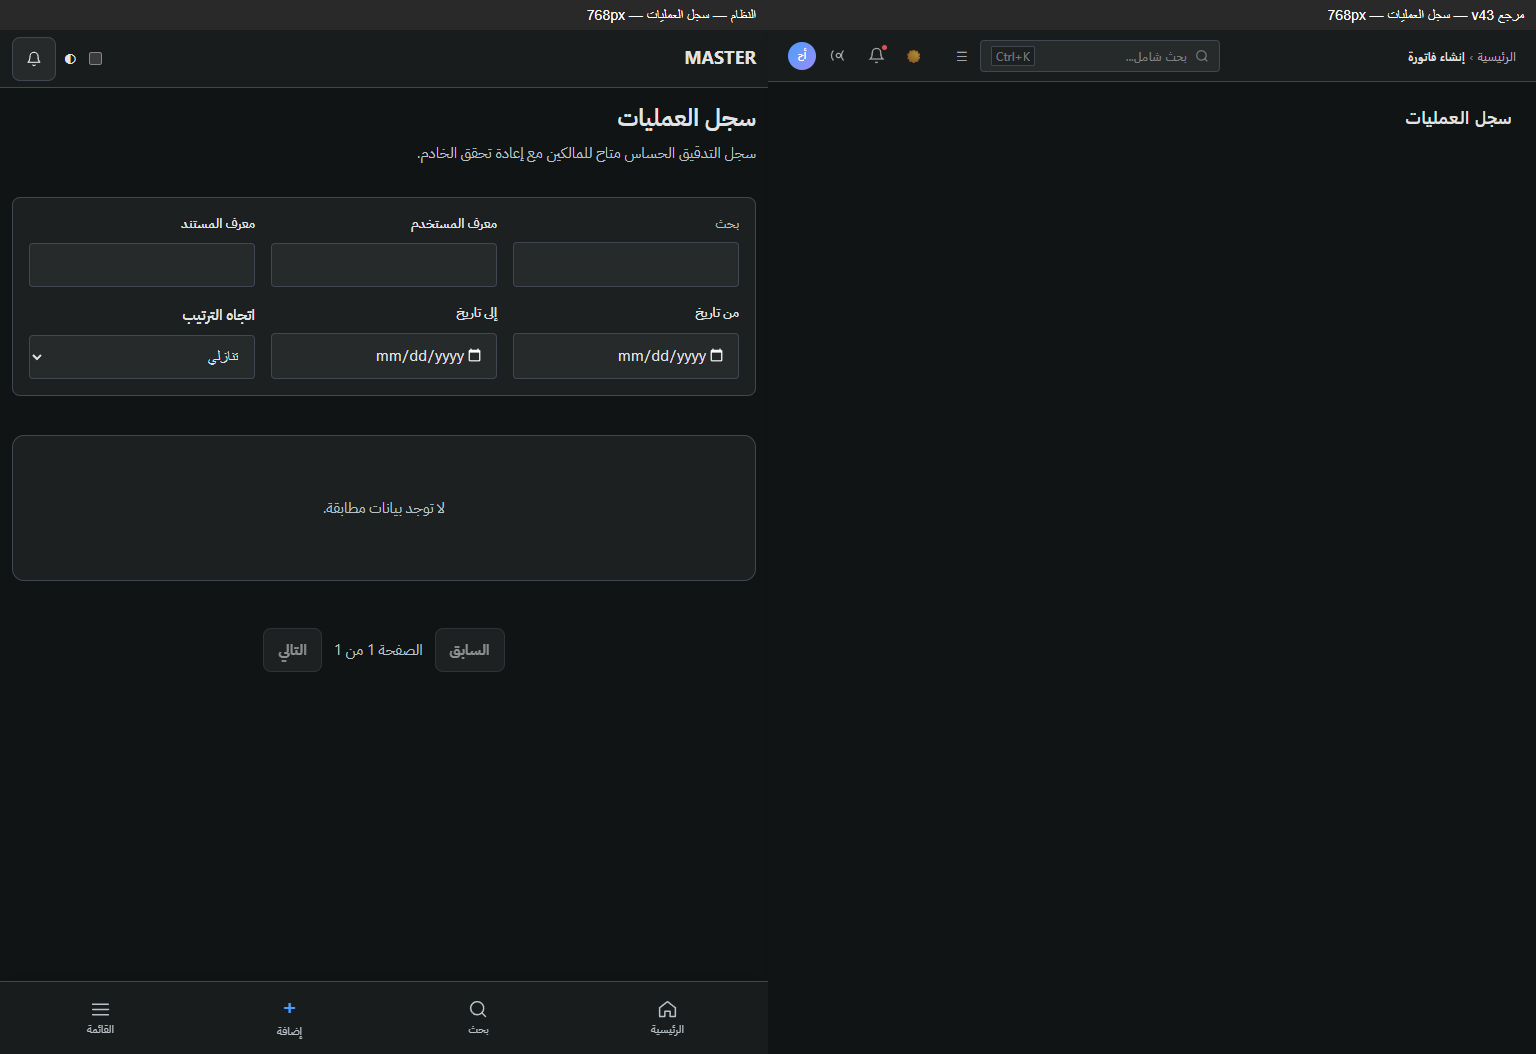 مرجع v43 — سجل العمليات — 768px
الرئيسية › إنشاء فاتورة
بحث شامل...
Ctrl+K
أح
سجل العمليات
النظام — سجل العمليات — 768px
MASTER
سجل العمليات
سجل التدقيق الحساس متاح للمالكين مع إعادة تحقق الخادم.
بحث
معرف المستخدم
معرف المستند
من تاريخ
إلى تاريخ
اتجاه الترتيب
mm/dd/yyyy
mm/dd/yyyy
تنازلي
لا توجد بيانات مطابقة.
السابق
الصفحة 1 من 1
التالي
الرئيسية
بحث
إضافة
القائمة